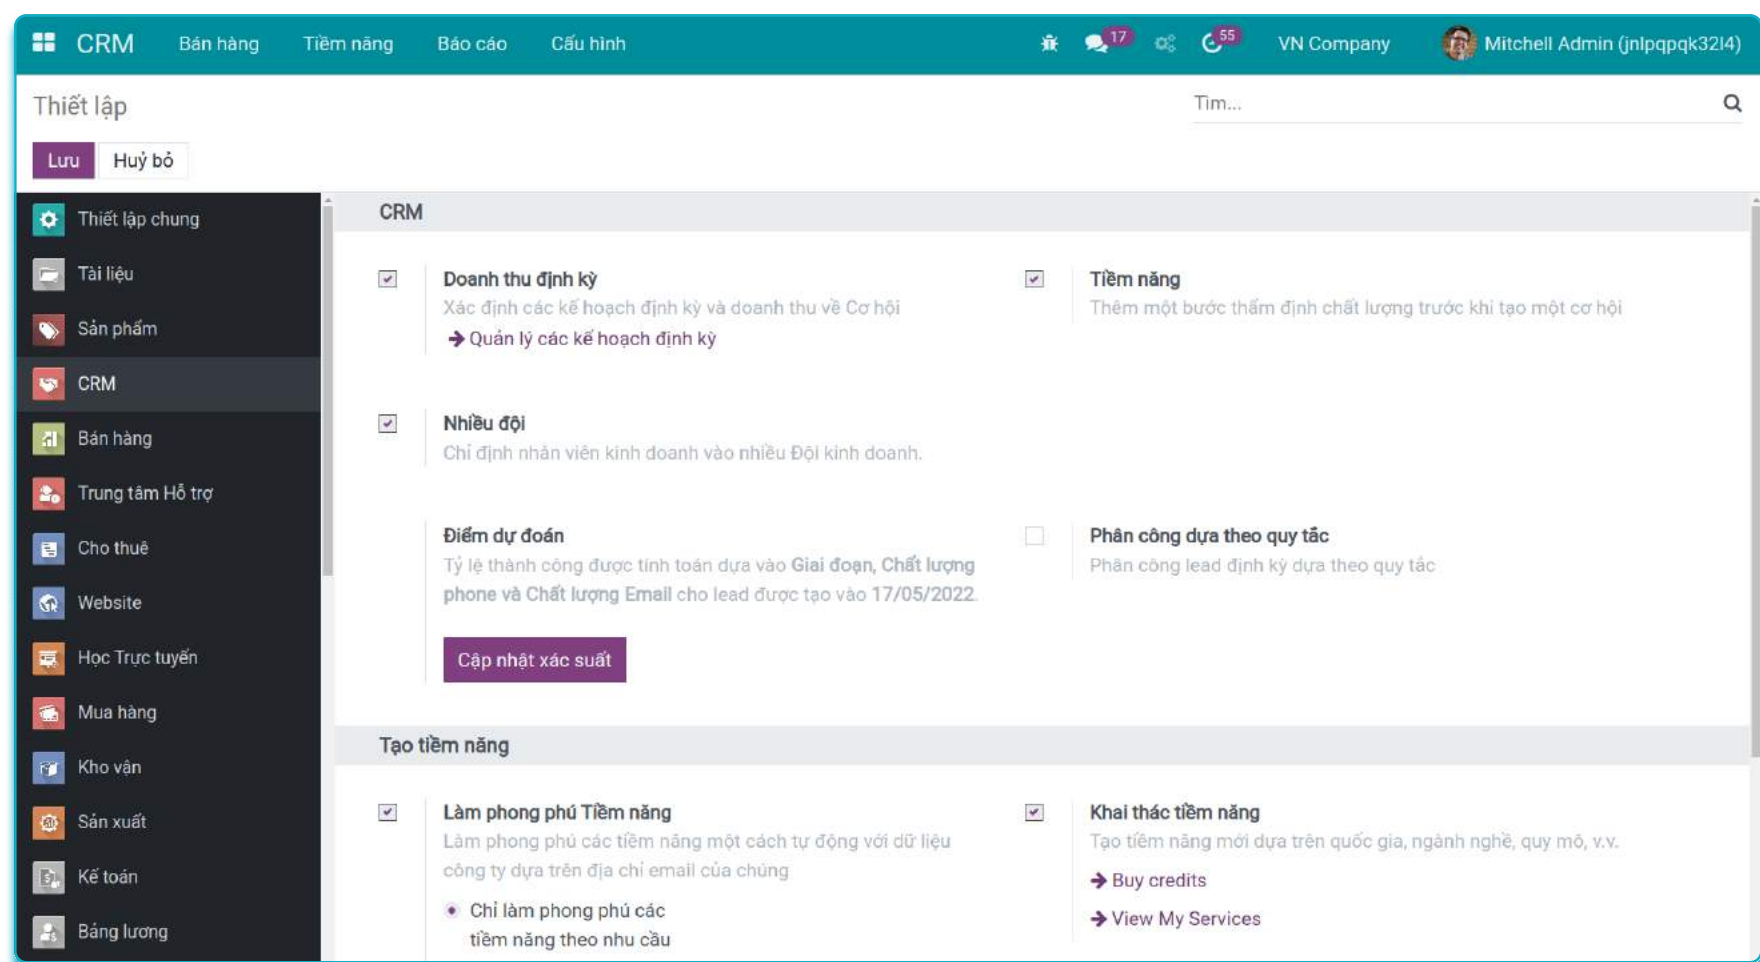 CRM Bán hàng Tiềm năng Báo cáo Cấu hình 17 55 VN Company Mitchell Admin (jnlpqpqk32l4)
Thiết lập Tìm...
Lưu Huỷ bỏ
Thiết lập chung
Tài liệu
Sản phẩm
CRM
Bán hàng
Trung tâm Hỗ trợ
Cho thuê
Website
Học Trực tuyến
Mua hàng
Kho vận
Sản xuất
Kế toán
Bảng lương
CRM
Doanh thu định kỳ
Xác định các kế hoạch định kỳ và doanh thu về Cơ hội
Quản lý các kế hoạch định kỳ
Tiềm năng
Thêm một bước thẩm định chất lượng trước khi tạo một cơ hội
Nhiều đội
Chỉ định nhân viên kinh doanh vào nhiều Đội kinh doanh.
Điểm dự đoán
Tỷ lệ thành công được tính toán dựa vào Giai đoạn, Chất lượng
phone và Chất lượng Email cho lead được tạo vào 17/05/2022.
Cập nhật xác suất
Phân công dựa theo quy tắc
Phân công lead định kỳ dựa theo quy tắc
Tạo tiềm năng
Làm phong phú Tiềm năng
Làm phong phú các tiềm năng một cách tự động với dữ liệu
công ty dựa trên địa chỉ email của chúng
Chỉ làm phong phú các
tiềm năng theo nhu cầu
Khai thác tiềm năng
Tạo tiềm năng mới dựa trên quốc gia, ngành nghề, quy mô, v.v.
Buy credits
View My Services